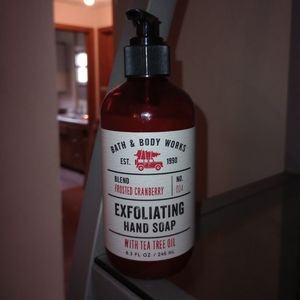 BATH & BODY WORKS
EST. 1990
BLEND NO.
FROSTED CRANBERRY 014
EXFOLIATING
HAND SOAP
WITH TEA TREE OIL
8.3 FL OZ / 246 mL